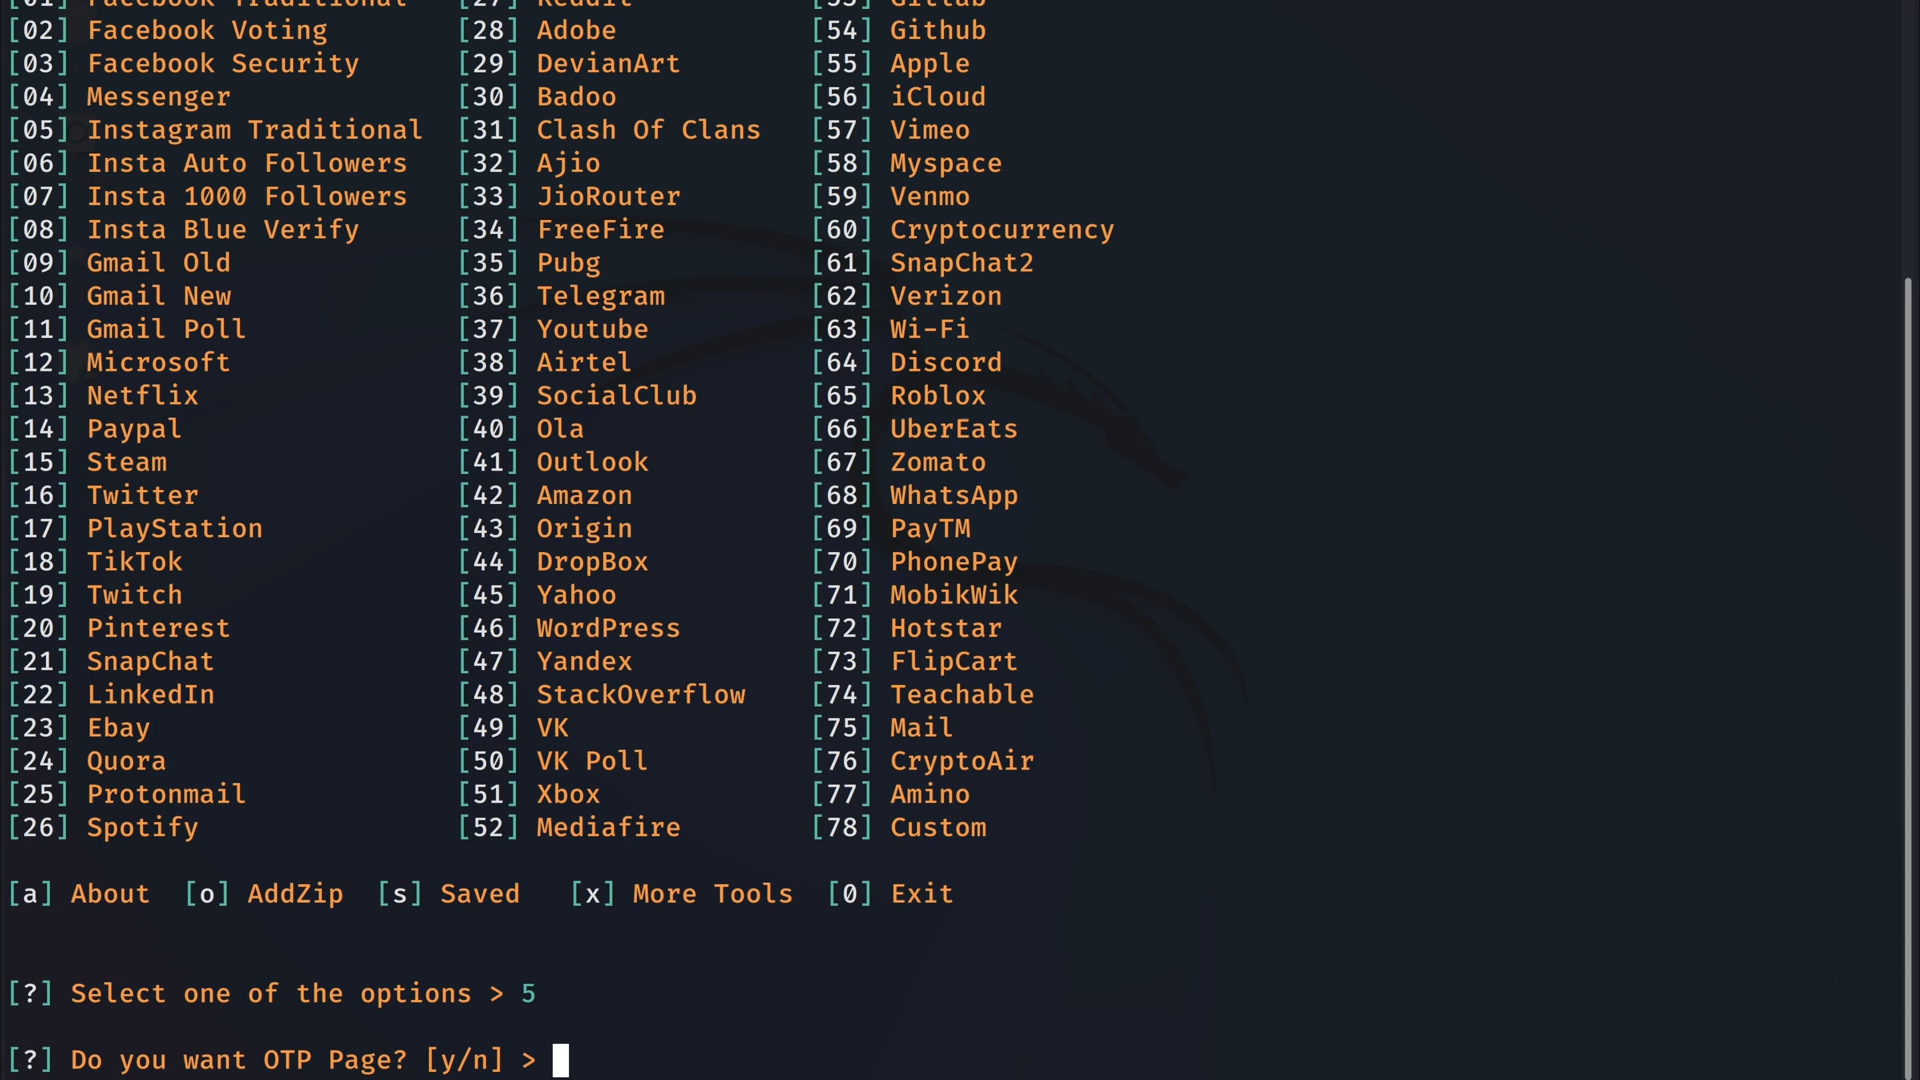 [01] Facebook Traditional [27] Reddit [53] Gitlab
[02] Facebook Voting [28] Adobe [54] Github
[03] Facebook Security [29] DevianArt [55] Apple
[04] Messenger [30] Badoo [56] iCloud
[05] Instagram Traditional [31] Clash Of Clans [57] Vimeo
[06] Insta Auto Followers [32] Ajio [58] Myspace
[07] Insta 1000 Followers [33] JioRouter [59] Venmo
[08] Insta Blue Verify [34] FreeFire [60] Cryptocurrency
[09] Gmail Old [35] Pubg [61] SnapChat2
[10] Gmail New [36] Telegram [62] Verizon
[11] Gmail Poll [37] Youtube [63] Wi-Fi
[12] Microsoft [38] Airtel [64] Discord
[13] Netflix [39] SocialClub [65] Roblox
[14] Paypal [40] Ola [66] UberEats
[15] Steam [41] Outlook [67] Zomato
[16] Twitter [42] Amazon [68] WhatsApp
[17] PlayStation [43] Origin [69] PayTM
[18] TikTok [44] DropBox [70] PhonePay
[19] Twitch [45] Yahoo [71] MobikWik
[20] Pinterest [46] WordPress [72] Hotstar
[21] SnapChat [47] Yandex [73] FlipCart
[22] LinkedIn [48] StackOverflow [74] Teachable
[23] Ebay [49] VK [75] Mail
[24] Quora [50] VK Poll [76] CryptoAir
[25] Protonmail [51] Xbox [77] Amino
[26] Spotify [52] Mediafire [78] Custom
[a] About [o] AddZip [s] Saved [x] More Tools [0] Exit
[?] Select one of the options > 5
[?] Do you want OTP Page? [y/n] >